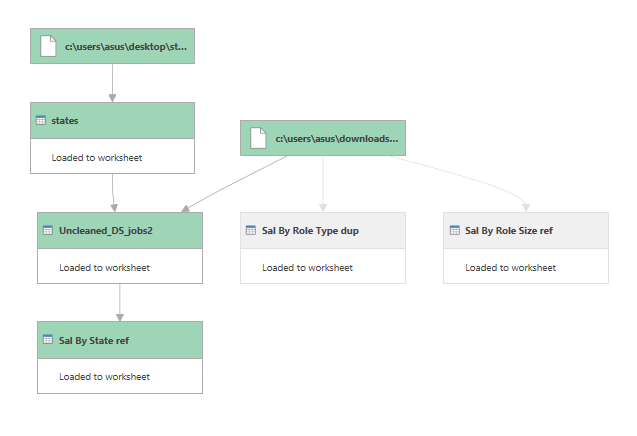 c:\users\asus\desktop\st...
states
Loaded to worksheet
c:\users\asus\downloads...
Uncleaned_DS_jobs2
Loaded to worksheet
Sal By Role Type dup
Loaded to worksheet
Sal By Role Size ref
Loaded to worksheet
Sal By State ref
Loaded to worksheet